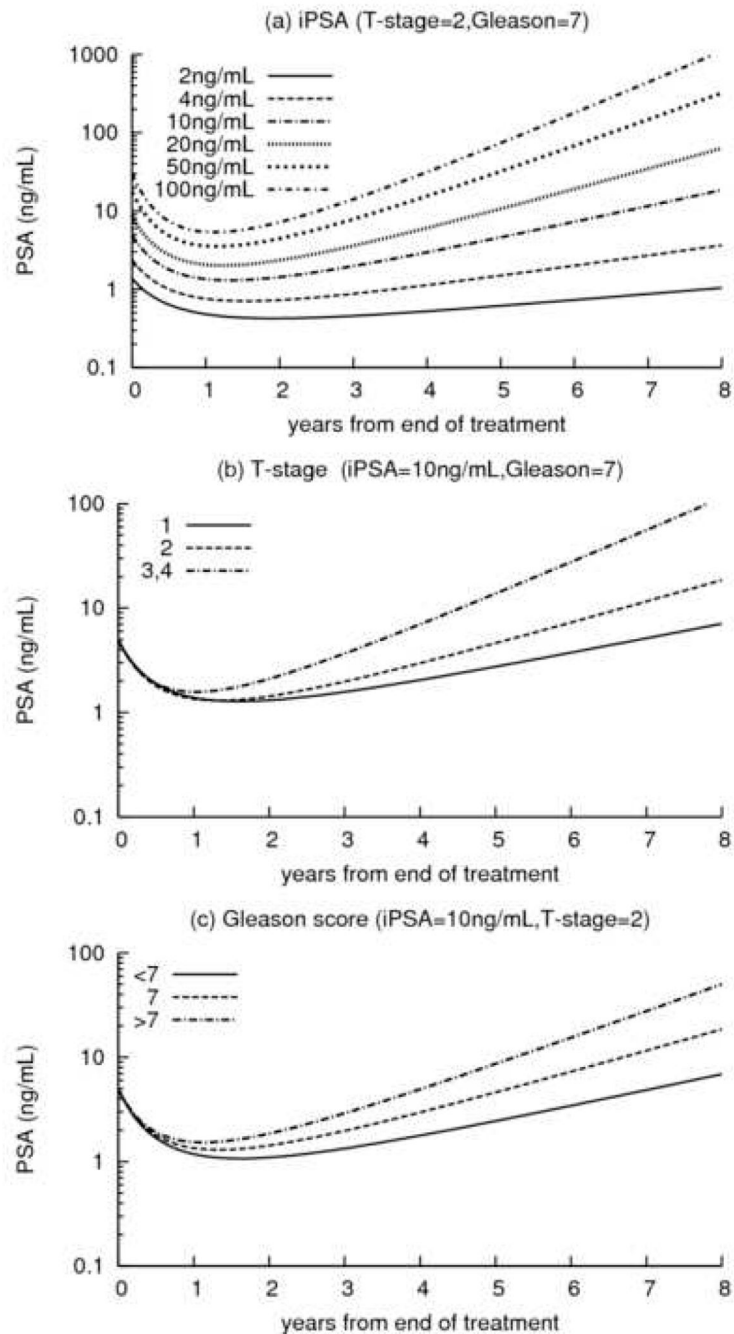 (a) iPSA (T-stage=2,Gleason=7)
1000
100
10
1
0.1
PSA (ng/mL)
2ng/mL
4ng/mL
10ng/mL
20ng/mL
50ng/mL
100ng/mL
0 1 2 3 4 5 6 7 8
years from end of treatment
(b) T-stage (iPSA=10ng/mL,Gleason=7)
100
10
1
0.1
PSA (ng/mL)
1
2
3,4
0 1 2 3 4 5 6 7 8
years from end of treatment
(c) Gleason score (iPSA=10ng/mL,T-stage=2)
100
10
1
0.1
PSA (ng/mL)
<7
7
>7
0 1 2 3 4 5 6 7 8
years from end of treatment